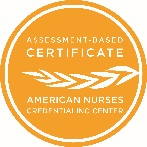 ASSESSMENT-BASED
CERTIFICATE
AMERICAN NURSES
CREDENTIALING CENTER